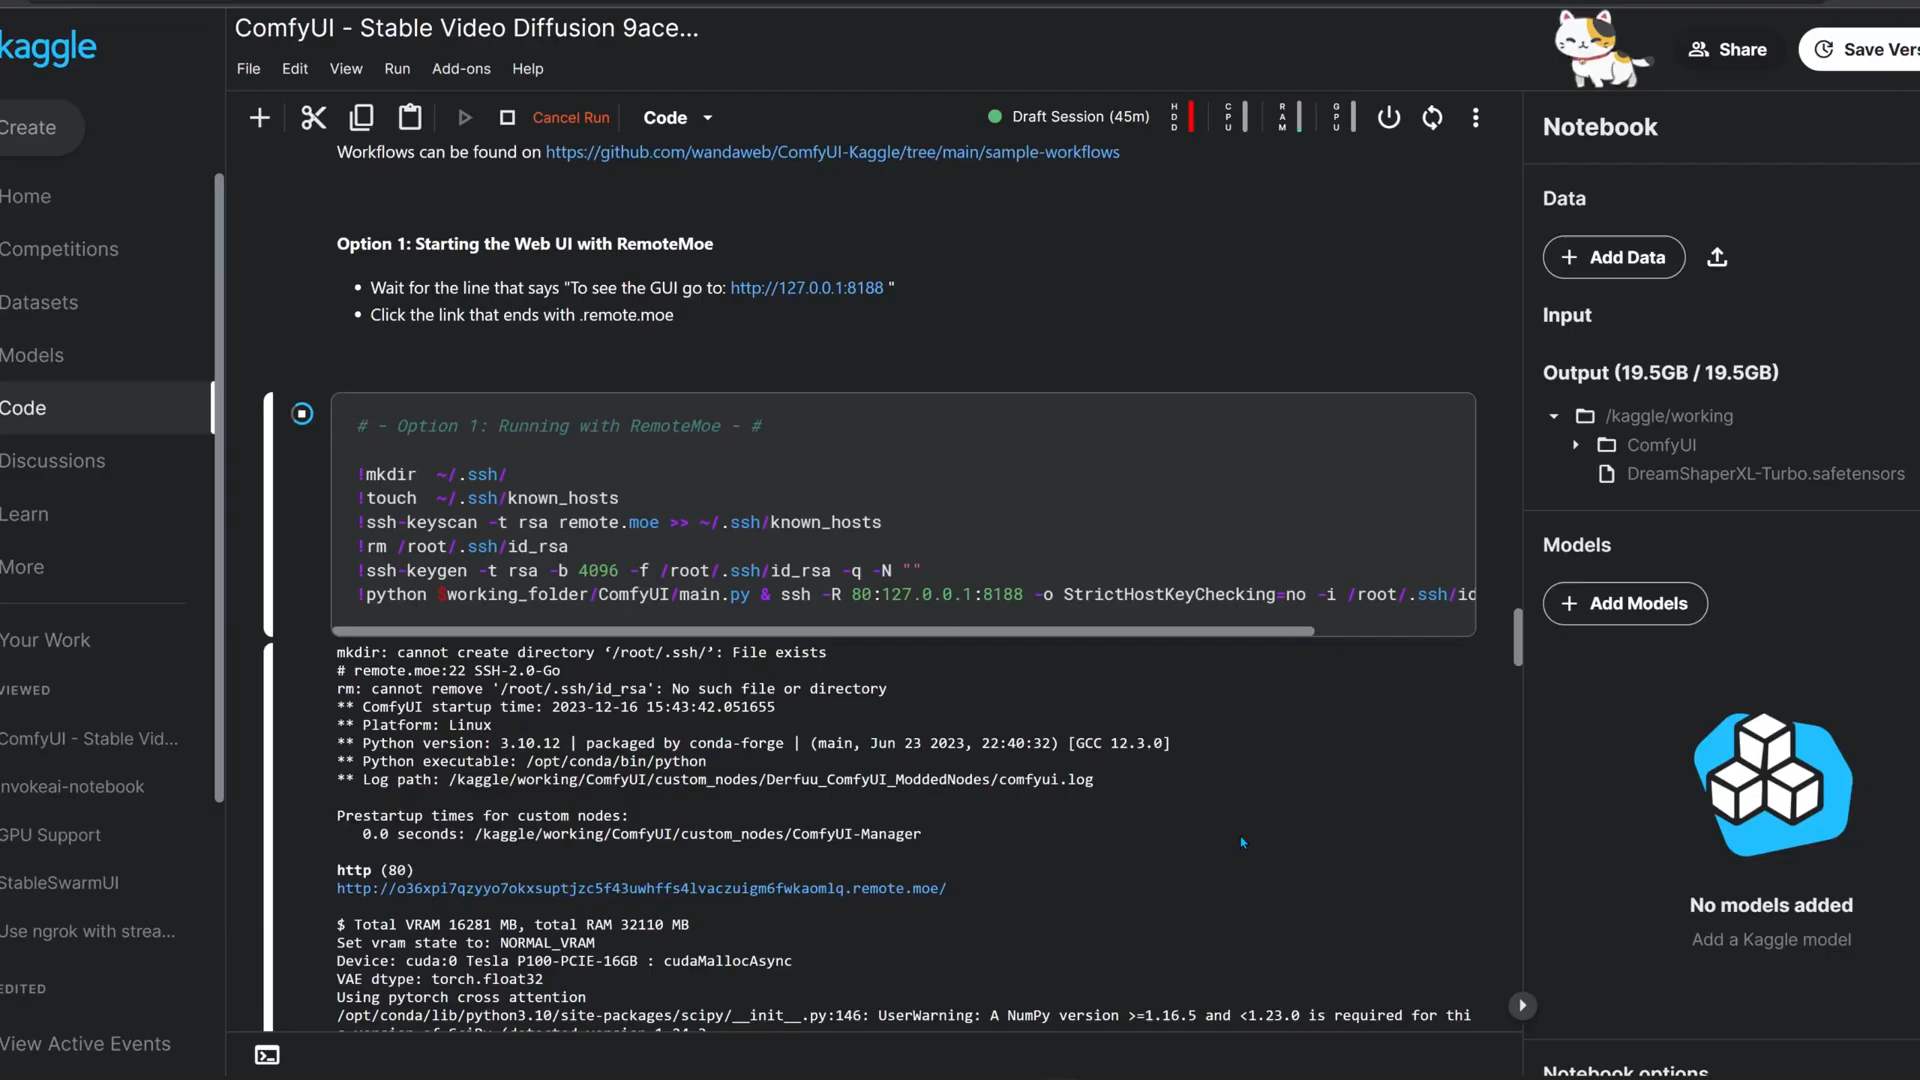 kaggle
Create
Home
Competitions
Datasets
Models
Code
Discussions
Learn
More
Your Work
VIEWED
ComfyUI - Stable Vid...
nvokeai-notebook
GPU Support
StableSwarmUI
Use ngrok with strea...
EDITED
View Active Events
ComfyUI - Stable Video Diffusion 9ace...
File Edit View Run Add-ons Help
Share
Save Vers
Cancel Run
Code
Draft Session (45m)
HDD
CPU
RAM
GPU
Workflows can be found on https://github.com/wandaweb/ComfyUI-Kaggle/tree/main/sample-workflows
Option 1: Starting the Web UI with RemoteMoe
• Wait for the line that says "To see the GUI go to: http://127.0.0.1:8188 "
• Click the link that ends with .remote.moe
# - Option 1: Running with RemoteMoe - #
!mkdir  ~/.ssh/
!touch  ~/.ssh/known_hosts
!ssh-keyscan -t rsa remote.moe >> ~/.ssh/known_hosts
!rm /root/.ssh/id_rsa
!ssh-keygen -t rsa -b 4096 -f /root/.ssh/id_rsa -q -N ""
!python $working_folder/ComfyUI/main.py & ssh -R 80:127.0.0.1:8188 -o StrictHostKeyChecking=no -i /root/.ssh/id
mkdir: cannot create directory ‘/root/.ssh/’: File exists
# remote.moe:22 SSH-2.0-Go
rm: cannot remove '/root/.ssh/id_rsa': No such file or directory
** ComfyUI startup time: 2023-12-16 15:43:42.051655
** Platform: Linux
** Python version: 3.10.12 | packaged by conda-forge | (main, Jun 23 2023, 22:40:32) [GCC 12.3.0]
** Python executable: /opt/conda/bin/python
** Log path: /kaggle/working/ComfyUI/custom_nodes/Derfuu_ComfyUI_ModdedNodes/comfyui.log
Prestartup times for custom nodes:
0.0 seconds: /kaggle/working/ComfyUI/custom_nodes/ComfyUI-Manager
http (80)
http://o36xpi7qzyyo7okxsuptjzc5f43uwhffs4lvaczuigm6fwkaomlq.remote.moe/
$ Total VRAM 16281 MB, total RAM 32110 MB
Set vram state to: NORMAL_VRAM
Device: cuda:0 Tesla P100-PCIE-16GB : cudaMallocAsync
VAE dtype: torch.float32
Using pytorch cross attention
/opt/conda/lib/python3.10/site-packages/scipy/__init__.py:146: UserWarning: A NumPy version >=1.16.5 and <1.23.0 is required for thi
Notebook
Data
Add Data
Input
Output (19.5GB / 19.5GB)
/kaggle/working
ComfyUI
DreamShaperXL-Turbo.safetensors
Models
Add Models
No models added
Add a Kaggle model
Notebook options